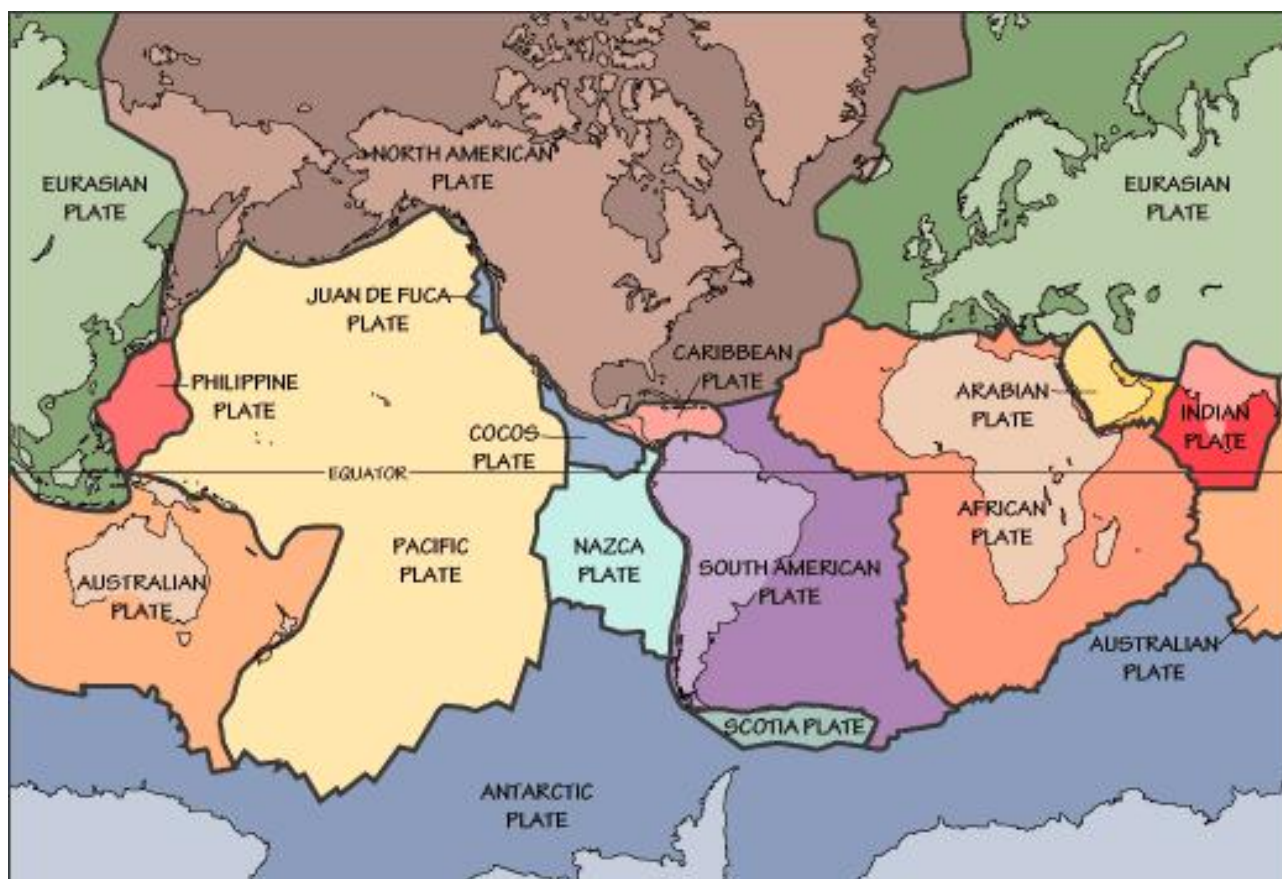 NORTH AMERICAN
PLATE
EURASIAN
PLATE
EURASIAN
PLATE
JUAN DE FUCA
PLATE
CARIBBEAN
PLATE
PHILIPPINE
PLATE
ARABIAN
PLATE
INDIAN
PLATE
COCOS
PLATE
EQUATOR
AFRICAN
PLATE
PACIFIC
PLATE
NAZCA
PLATE
SOUTH AMERICAN
PLATE
AUSTRALIAN
PLATE
AUSTRALIAN
PLATE
SCOTIA PLATE
ANTARCTIC
PLATE